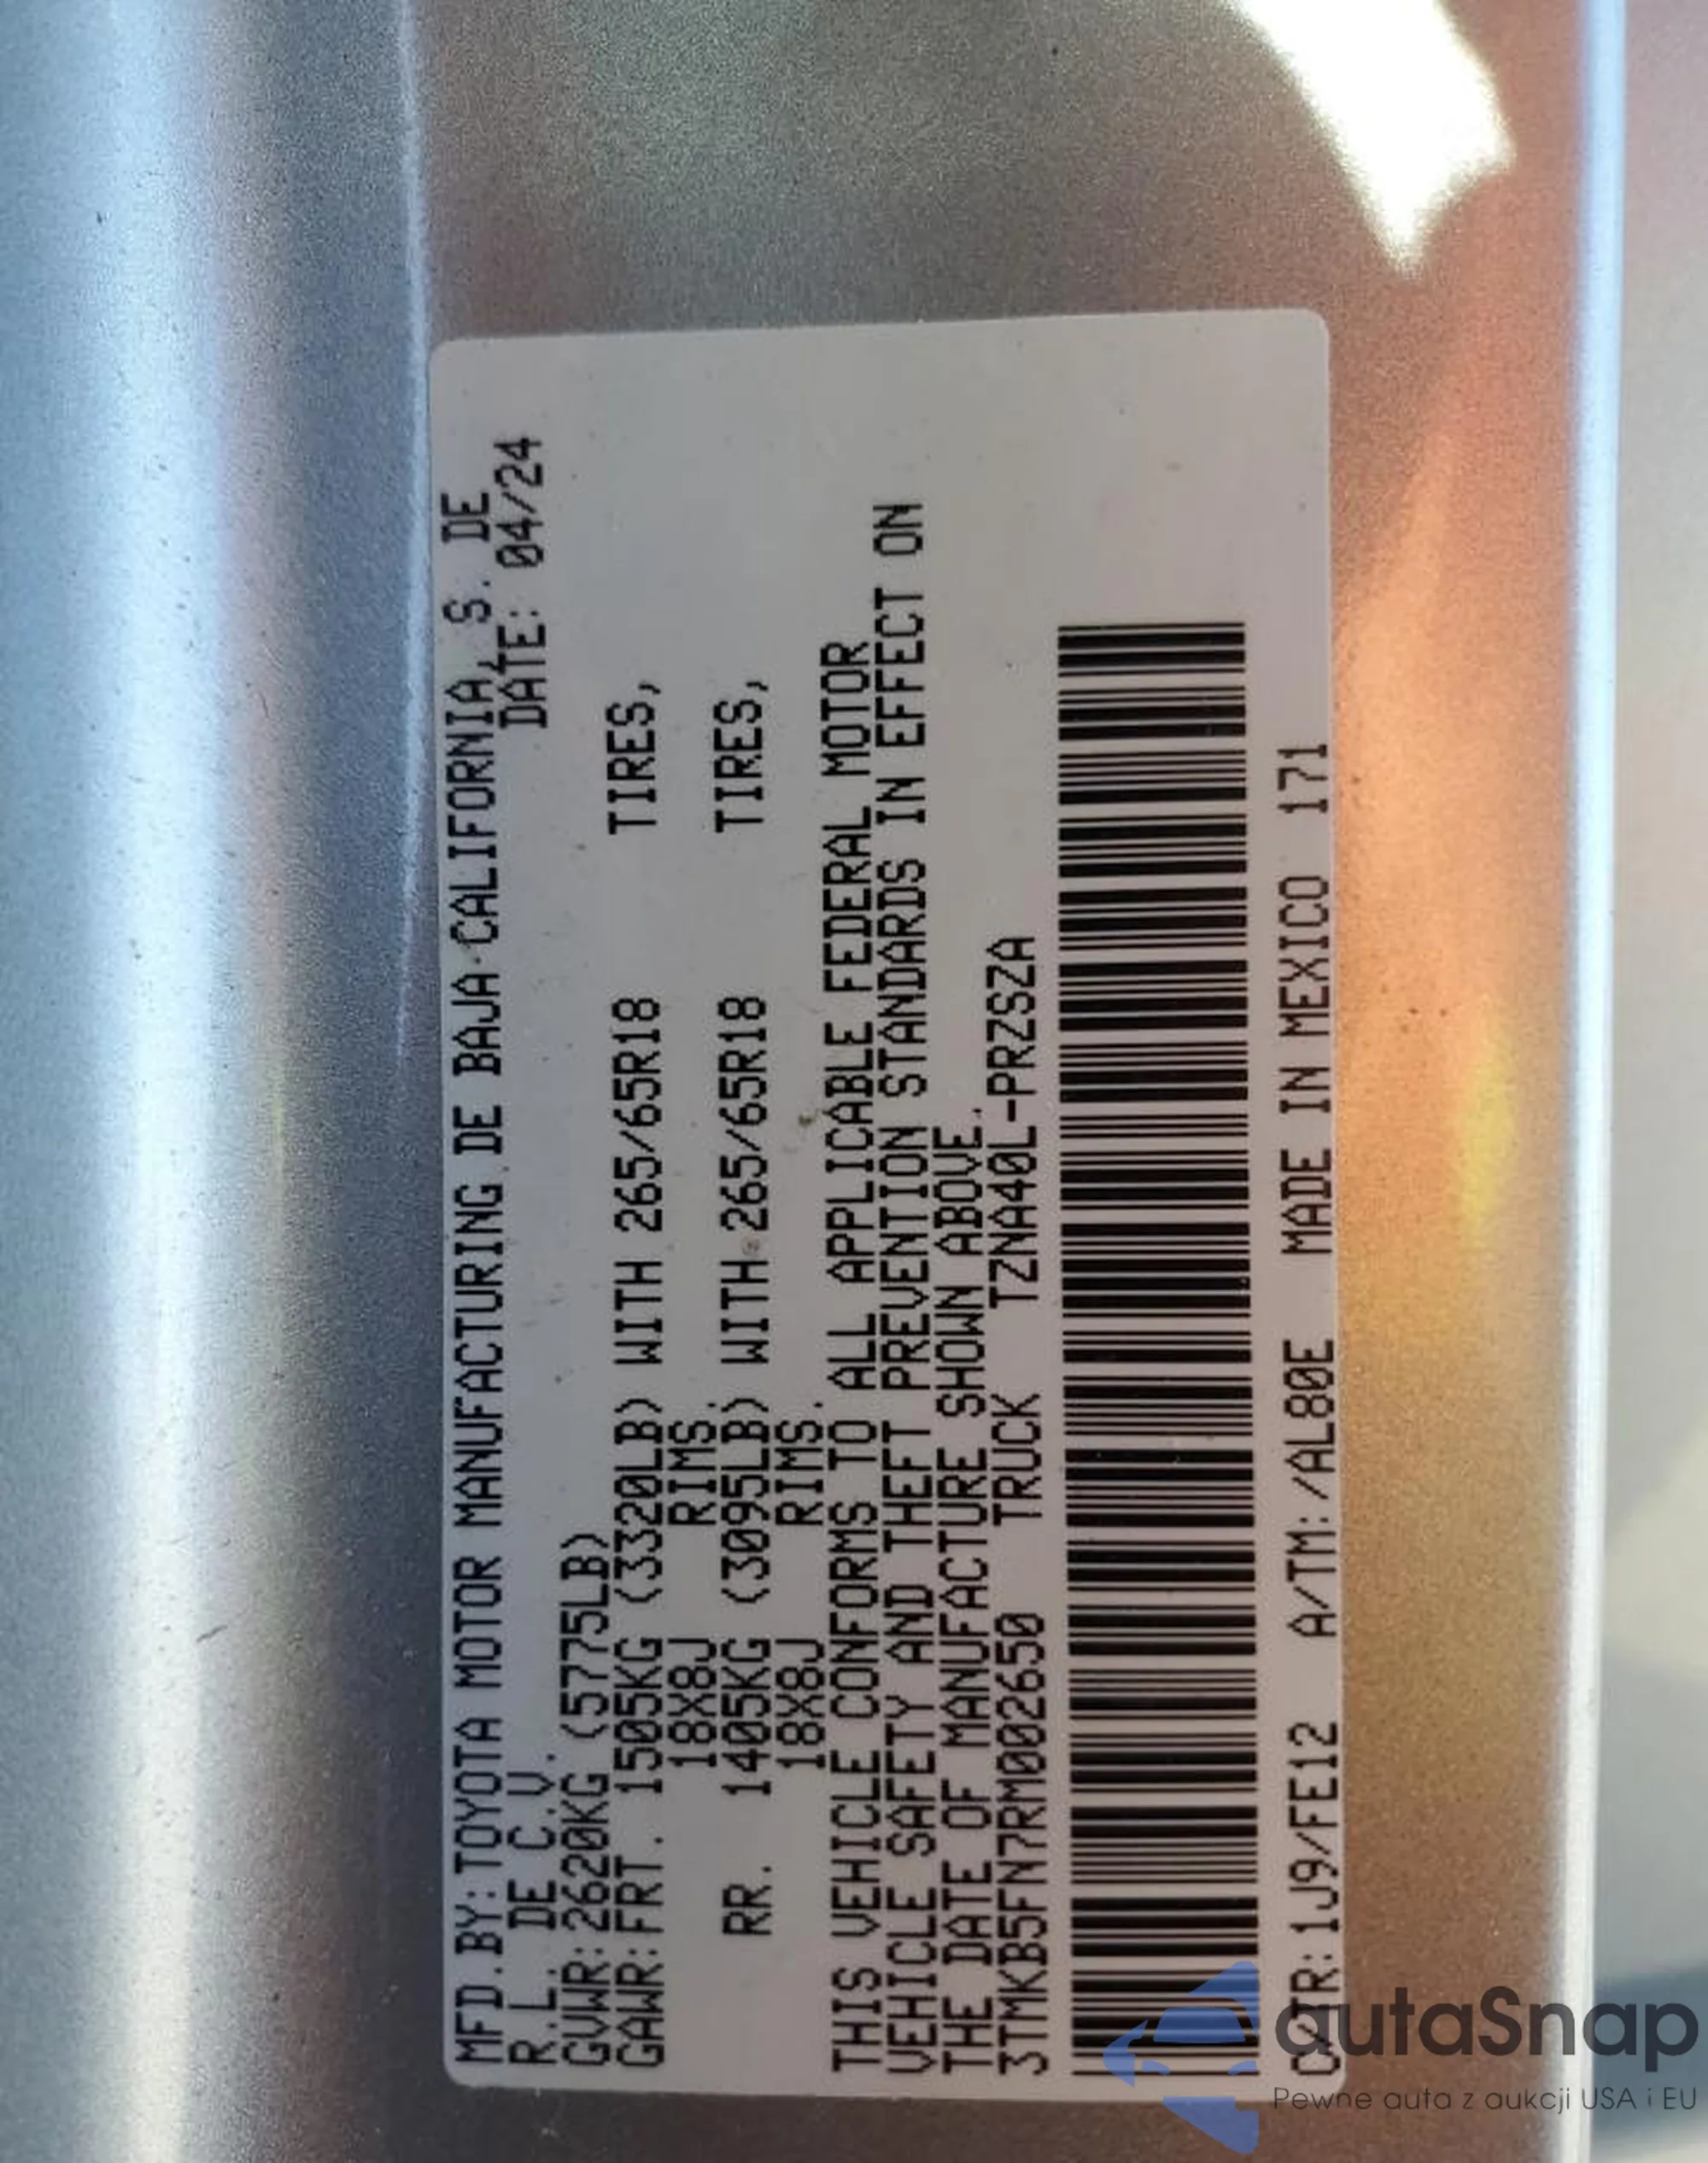 MFD.BY:TOYOTA MOTOR MANUFACTURING DE BAJA CALIFORNIA, S. DE
R.L. DE C.V. DATE: 04/24
GVWR:2620KG (5775LB)
GAWR:FRT. 1505KG (3320LB) WITH 265/65R18 TIRES,
18X8J RIMS.
RR. 1405KG (3095LB) WITH 265/65R18 TIRES,
18X8J RIMS.
THIS VEHICLE CONFORMS TO ALL APPLICABLE FEDERAL MOTOR
VEHICLE SAFETY AND THEFT PREVENTION STANDARDS IN EFFECT ON
THE DATE OF MANUFACTURE SHOWN ABOVE.
3TMKB5FN7RM002650 TRUCK TZNA40L-PRZSZA
C/TR:1J9/FE12 A/TM:/AL80E MADE IN MEXICO 171
autaSnap
Pewne auta z aukcji USA i EU